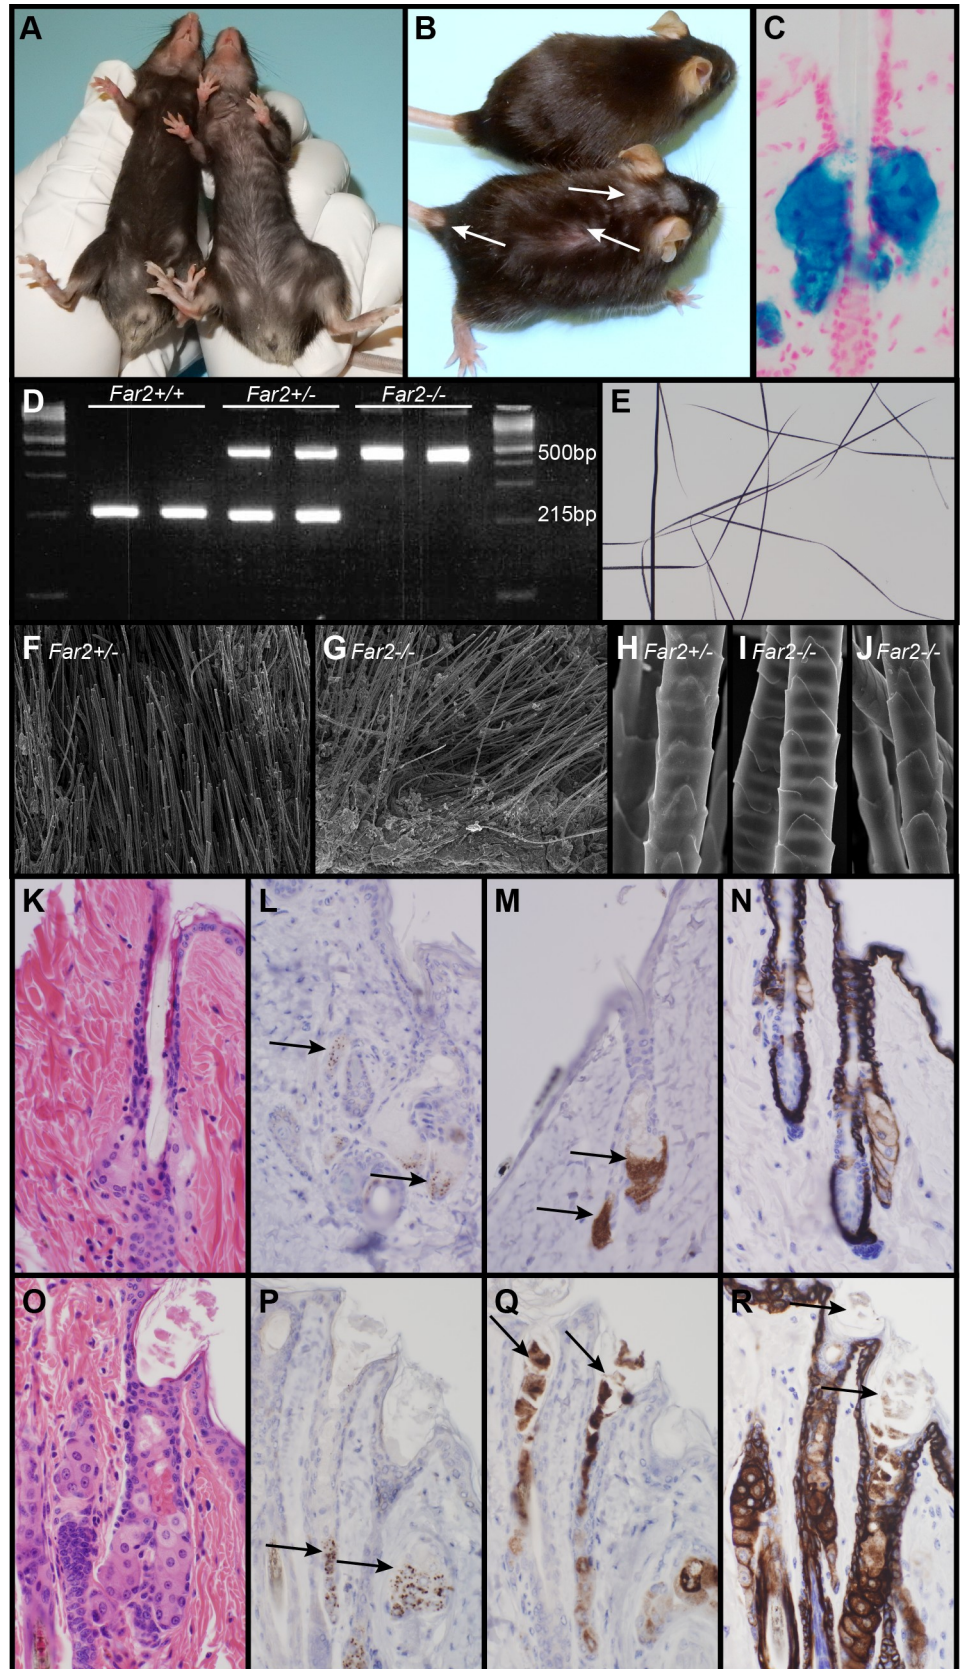 A
B
C
D
Far2+/+
Far2+/-
Far2-/-
500bp
215bp
E
F Far2+/-
G Far2-/-
H Far2+/-
I Far2-/-
J Far2-/-
K
L
M
N
O
P
Q
R